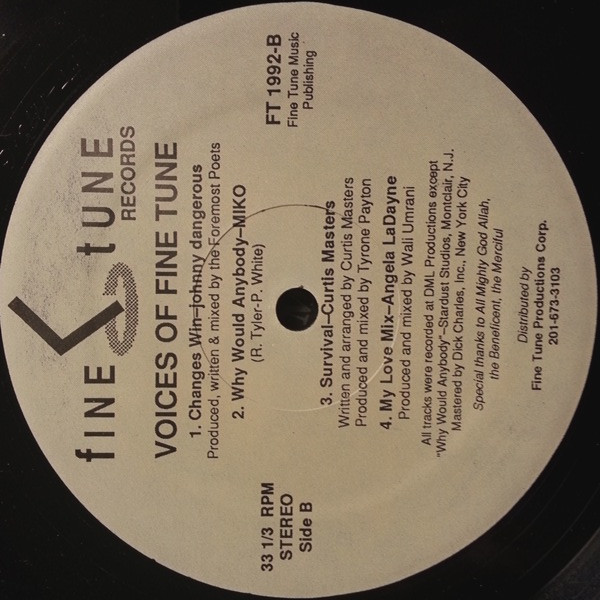 fINE tUNE
RECORDS
VOICES OF FINE TUNE
33 1/3 RPM
STEREO
Side B
FT 1992-B
Fine Tune Music
Publishing
1. Changes Win–johnny dangerous
Produced, written & mixed by the Foremost Poets
2. Why Would Anybody–MIKO
(R. Tyler-P. White)
3. Survival–Curtis Masters
Written and arranged by Curtis Masters
Produced and mixed by Tyrone Payton
4. My Love Mix–Angela LaDayne
Produced and mixed by Wali Umrani
All tracks were recorded at DML Productions except
"Why Would Anybody"–Stardust Studios, Montclair, N.J.
Mastered by Dick Charles, Inc., New York City
Special thanks to All Mighty God Allah,
the Beneficent, the Merciful
Distributed by
Fine Tune Productions Corp.
201-673-3103